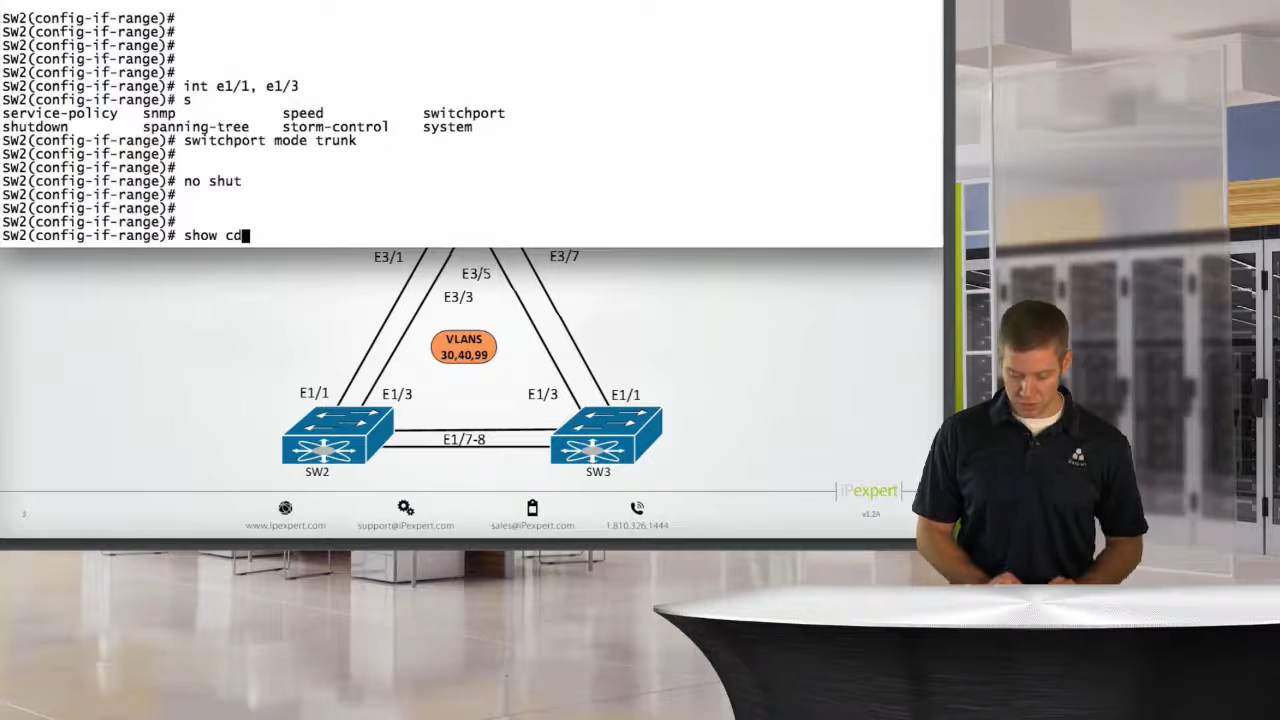 SW2(config-if-range)#
SW2(config-if-range)#
SW2(config-if-range)#
SW2(config-if-range)#
SW2(config-if-range)#
SW2(config-if-range)# int e1/1, e1/3
SW2(config-if-range)# s
service-policy snmp speed switchport
shutdown spanning-tree storm-control system
SW2(config-if-range)# switchport mode trunk
SW2(config-if-range)#
SW2(config-if-range)#
SW2(config-if-range)# no shut
SW2(config-if-range)#
SW2(config-if-range)#
SW2(config-if-range)# show cd
E3/1
E3/7
E3/5
E3/3
VLANS
30,40,99
E1/1
E1/3
E1/3
E1/1
E1/7-8
SW2
SW3
iPexpert
3
www.ipexpert.com
support@iPexpert.com
sales@iPexpert.com
1.810.326.1444
v1.2A